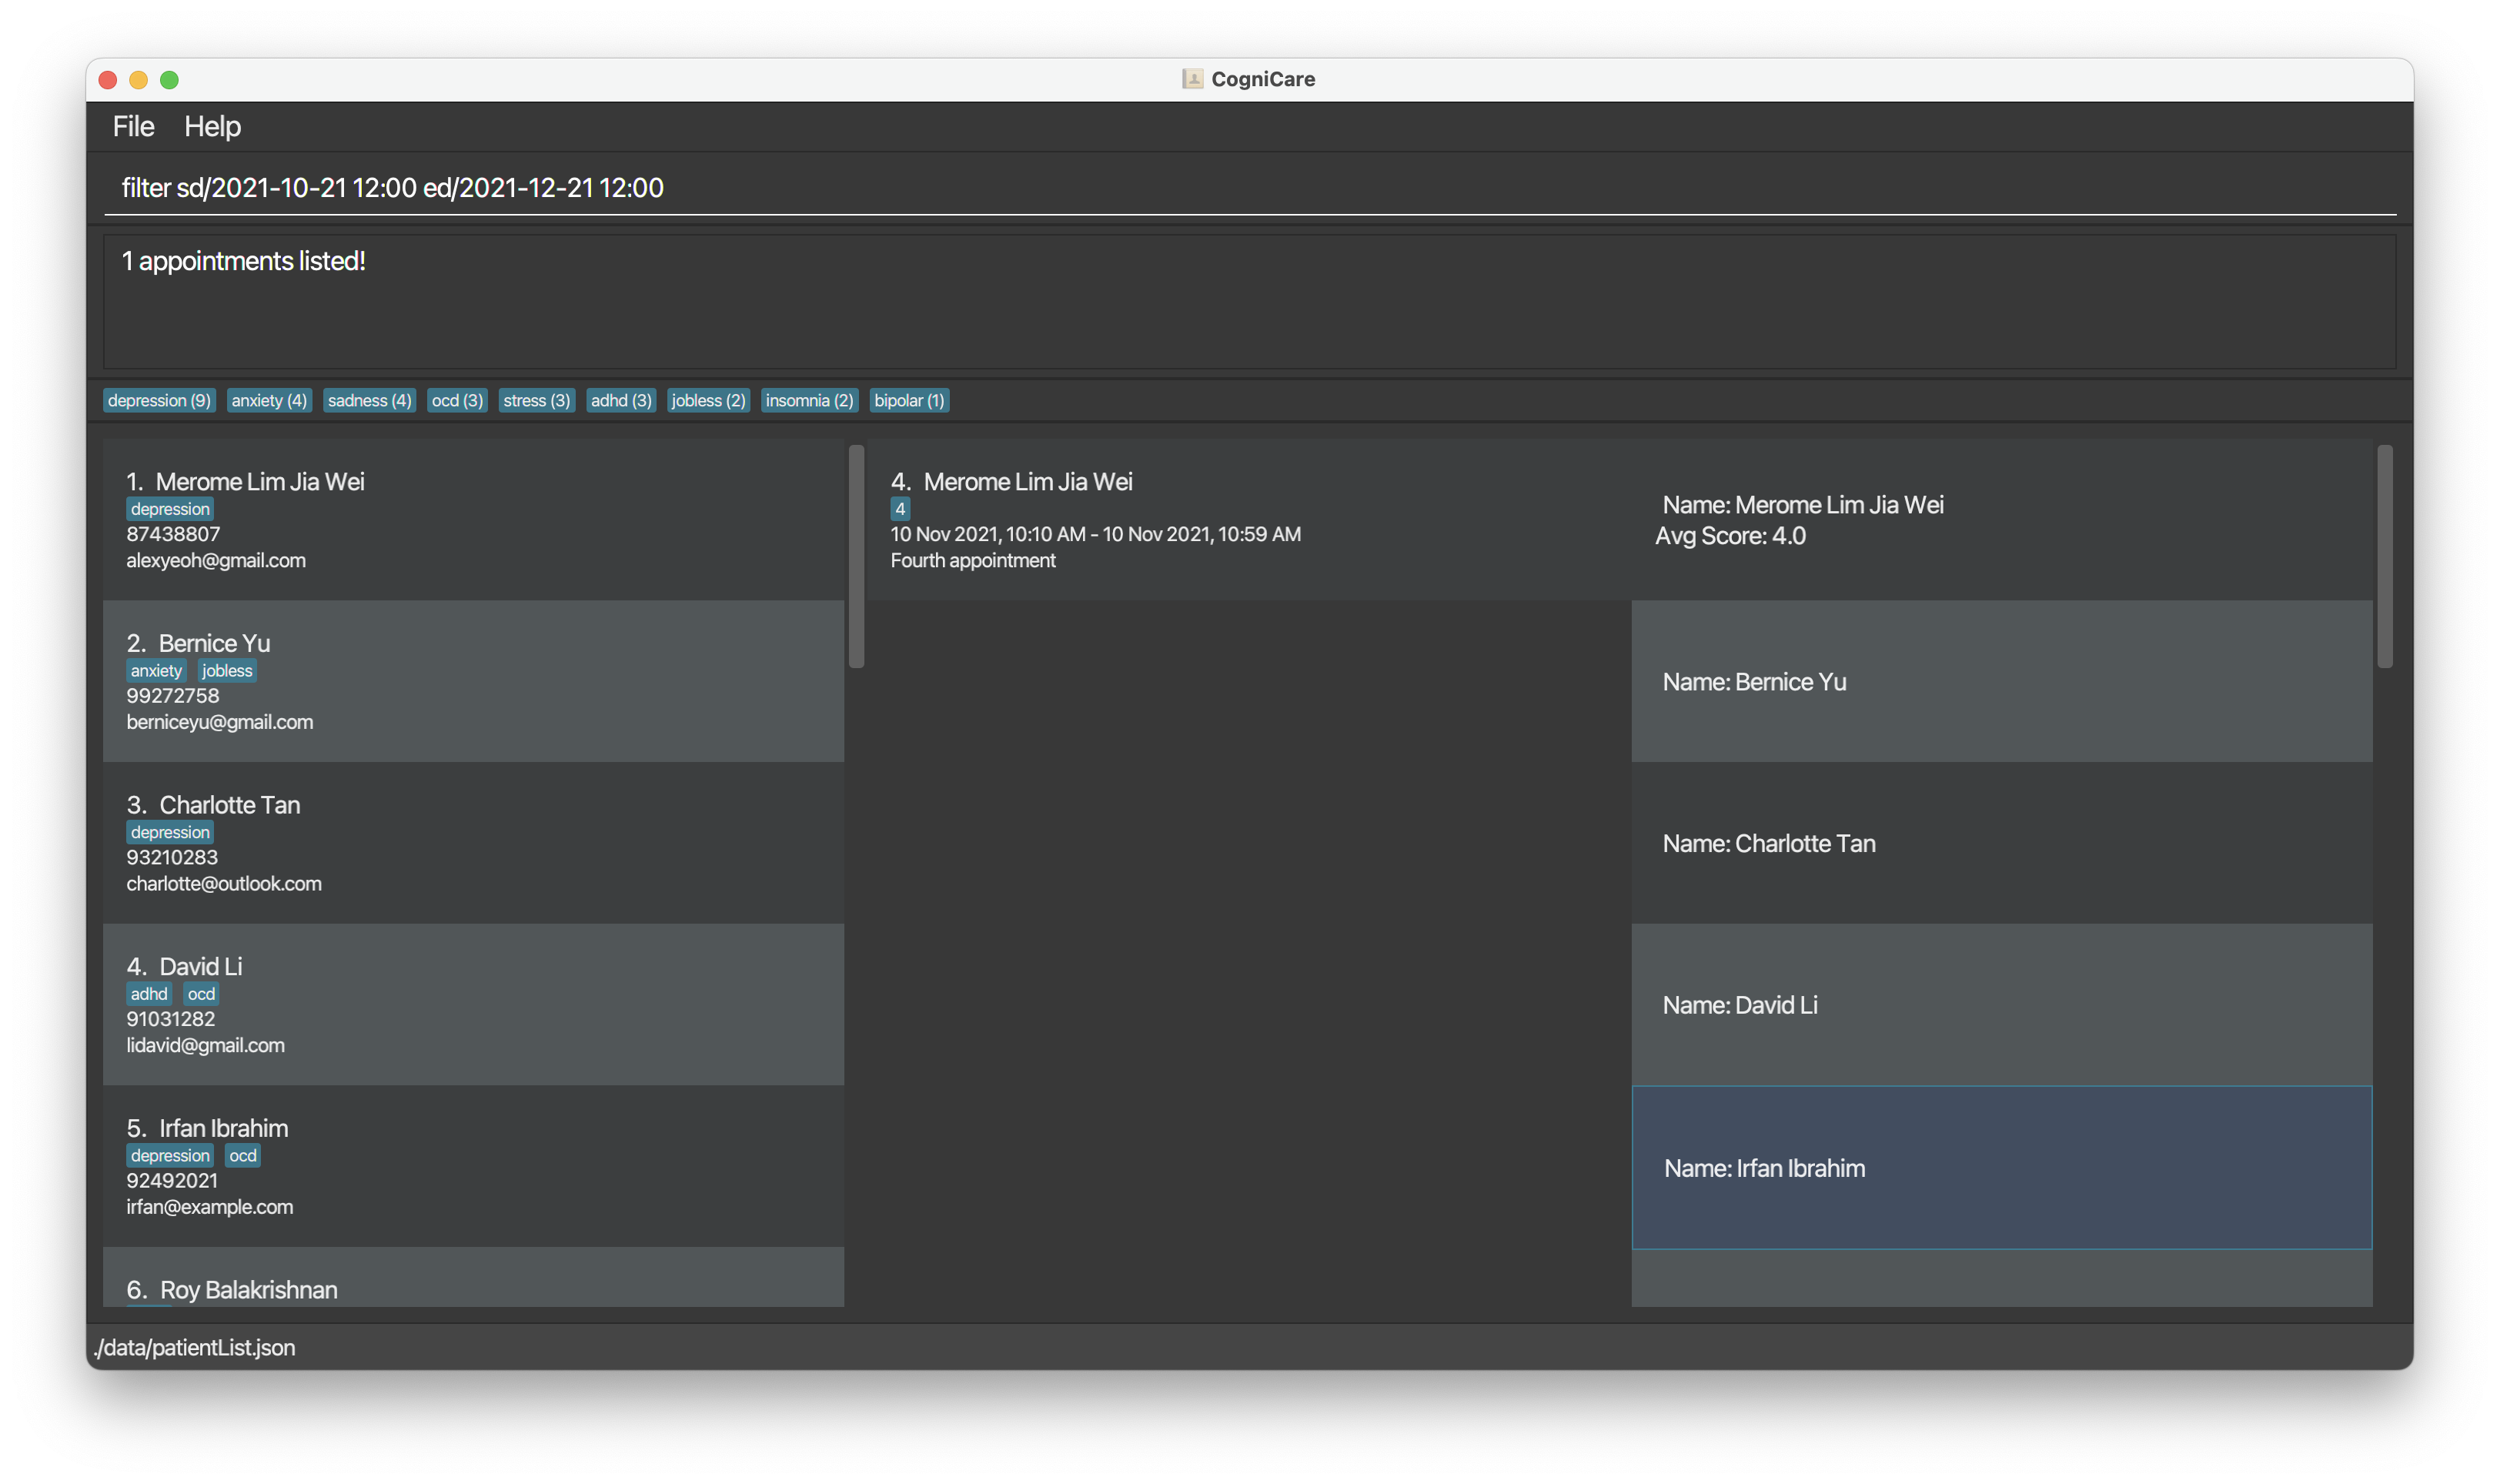 CogniCare
File Help
filter sd/2021-10-21 12:00 ed/2021-12-21 12:00
1 appointments listed!
depression (9) anxiety (4) sadness (4) ocd (3) stress (3) adhd (3) jobless (2) insomnia (2) bipolar (1)
1. Merome Lim Jia Wei
depression
87438807
alexyeoh@gmail.com
2. Bernice Yu
anxiety jobless
99272758
berniceyu@gmail.com
3. Charlotte Tan
depression
93210283
charlotte@outlook.com
4. David Li
adhd ocd
91031282
lidavid@gmail.com
5. Irfan Ibrahim
depression ocd
92492021
irfan@example.com
6. Roy Balakrishnan
4. Merome Lim Jia Wei
4
10 Nov 2021, 10:10 AM - 10 Nov 2021, 10:59 AM
Fourth appointment
Name: Merome Lim Jia Wei
Avg Score: 4.0
Name: Bernice Yu
Name: Charlotte Tan
Name: David Li
Name: Irfan Ibrahim
./data/patientList.json